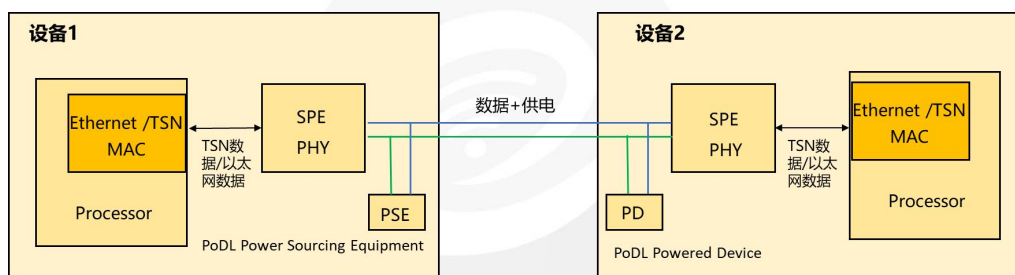 设备1
Ethernet /TSN
MAC
Processor
TSN数
据/以太
网数据
SPE
PHY
PSE
PoDL Power Sourcing Equipment
数据+供电
设备2
SPE
PHY
PD
PoDL Powered Device
TSN数
据/以太
网数据
Ethernet /TSN
MAC
Processor